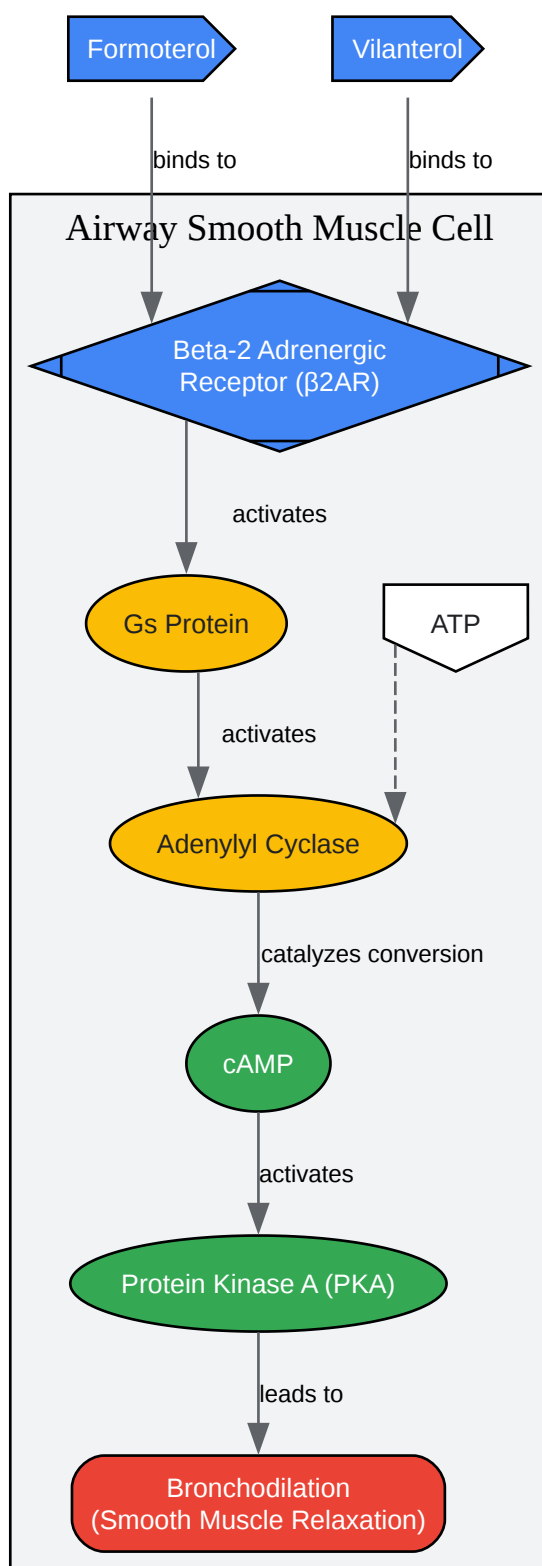 Formoterol
Vilanterol
binds to
binds to
Airway Smooth Muscle Cell
Beta-2 Adrenergic
Receptor (β2AR)
activates
Gs Protein
ATP
activates
Adenylyl Cyclase
catalyzes conversion
cAMP
activates
Protein Kinase A (PKA)
leads to
Bronchodilation
(Smooth Muscle Relaxation)